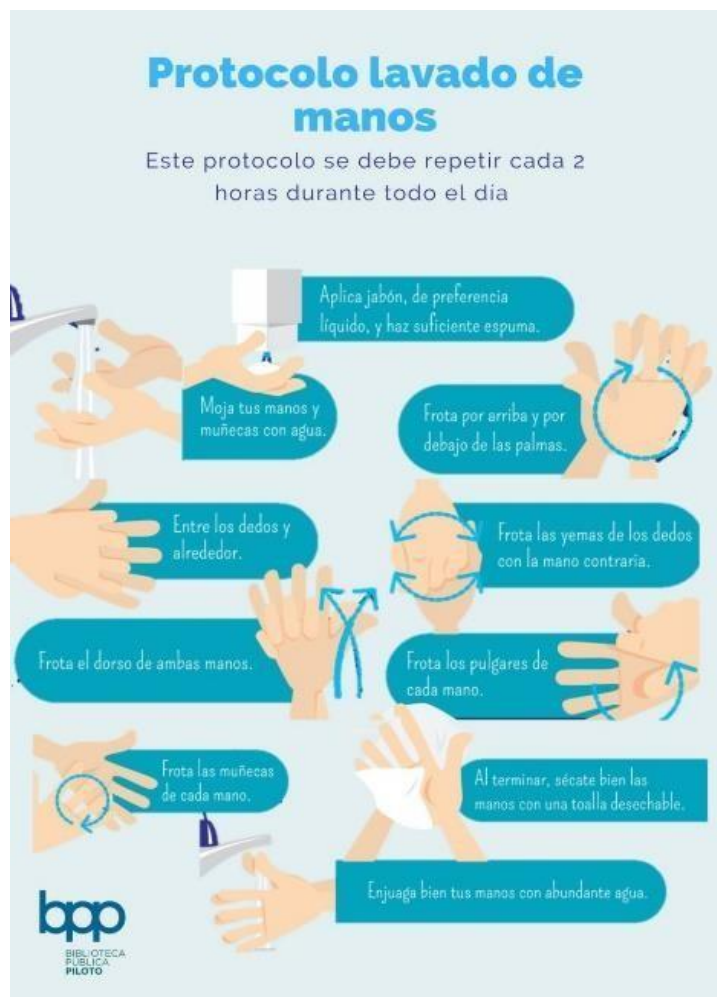 Protocolo lavado de
manos
Este protocolo se debe repetir cada 2
horas durante todo el día
Aplica jabón, de preferencia
líquido, y haz suficiente espuma.
Moja tus manos y
muñecas con agua.
Frota por arriba y por
debajo de las palmas.
Entre los dedos y
alrededor.
Frota las yemas de los dedos
con la mano contraria.
Frota el dorso de ambas manos.
Frota los pulgares de
cada mano.
Frota las muñecas
de cada mano.
Al terminar, sécate bien las
manos con una toalla desechable.
Enjuaga bien tus manos con abundante agua.
bpp
BIBLIOTECA
PÚBLICA
PILOTO